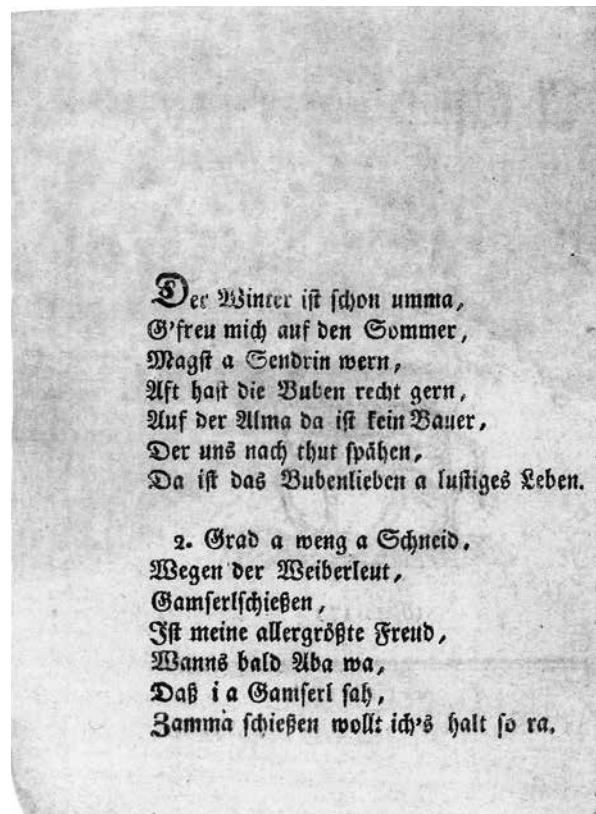 Der Winter ist schon umma,
G'freu mich auf den Sommer,
Magst a Sendrin wern,
Aft hast die Buben recht gern,
Auf der Alma da ist kein Bauer,
Der uns nach thut spähen,
Da ist das Bubenlieben a lustiges Leben.
2. Grad a weng a Schneid,
Wegen der Weiberleut,
Gamserlschießen,
Ist meine allergrößte Freud,
Wanns bald Aba wa,
Daß i a Gamserl sah,
Zamma schießen wollt ich's halt so ra.